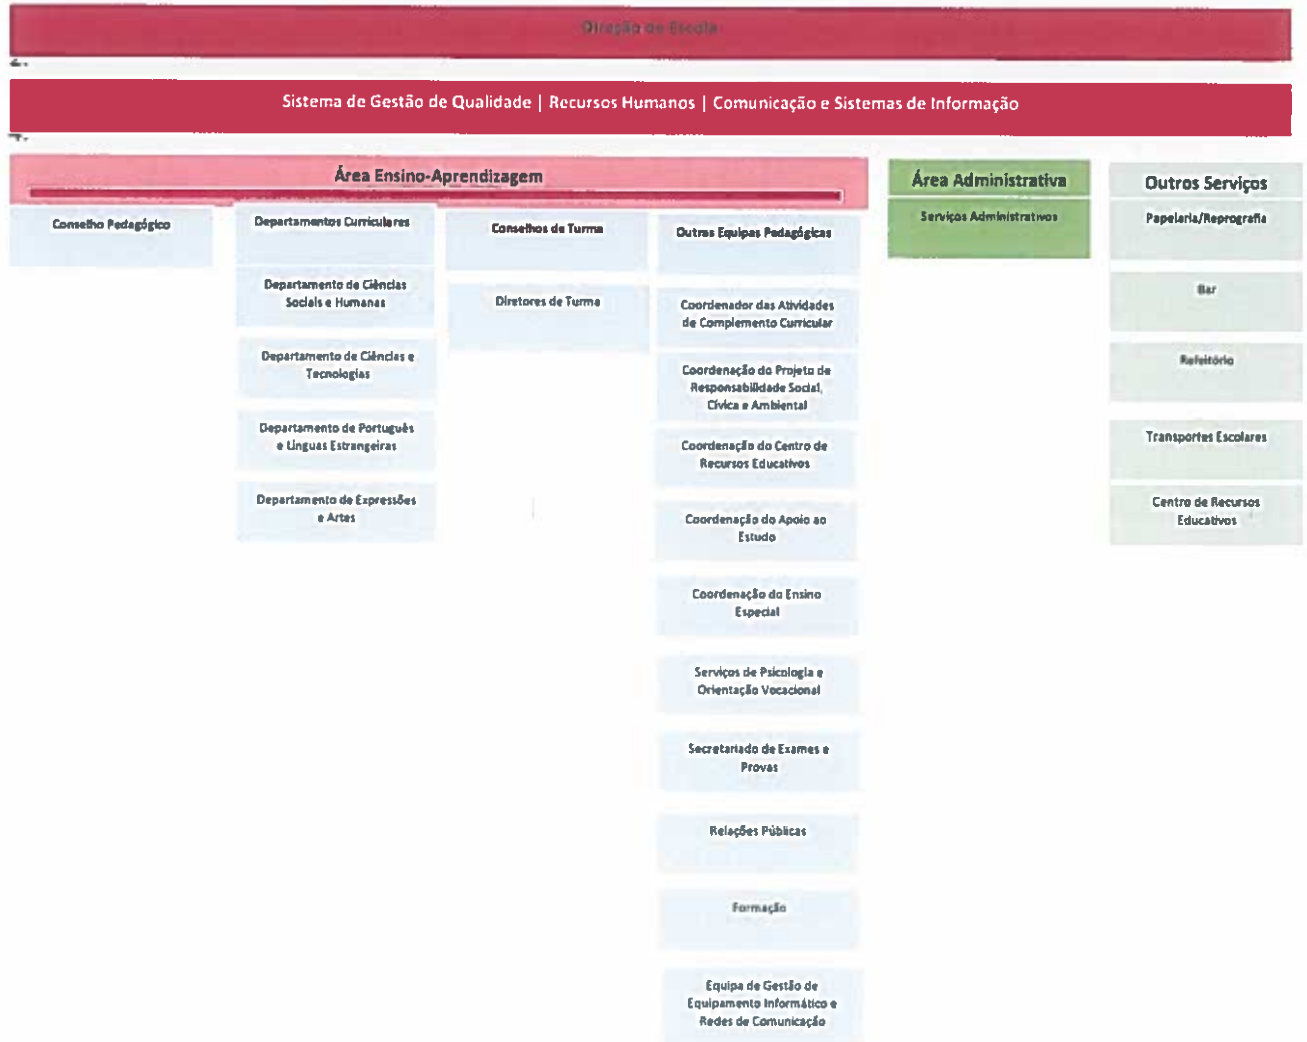 Direção de Escola
2.
Sistema de Gestão de Qualidade | Recursos Humanos | Comunicação e Sistemas de Informação
4.
Área Ensino-Aprendizagem
Conselho Pedagógico
Departamentos Curriculares
Departamento de Ciências
Sociais e Humanas
Departamento de Ciências e
Tecnologias
Departamento de Português
e Línguas Estrangeiras
Departamento de Expressões
e Artes
Conselhos de Turma
Diretores de Turma
Outras Equipas Pedagógicas
Coordenador das Atividades
de Complemento Curricular
Coordenação do Projeto de
Responsabilidade Social,
Cívica e Ambiental
Coordenação do Centro de
Recursos Educativos
Coordenação do Apoio ao
Estudo
Coordenação do Ensino
Especial
Serviços de Psicologia e
Orientação Vocacional
Secretariado de Exames e
Provas
Relações Públicas
Formação
Equipa de Gestão de
Equipamento Informático e
Redes de Comunicação
Área Administrativa
Serviços Administrativos
Outros Serviços
Papelaria/Reprografia
Bar
Refeitório
Transportes Escolares
Centro de Recursos
Educativos